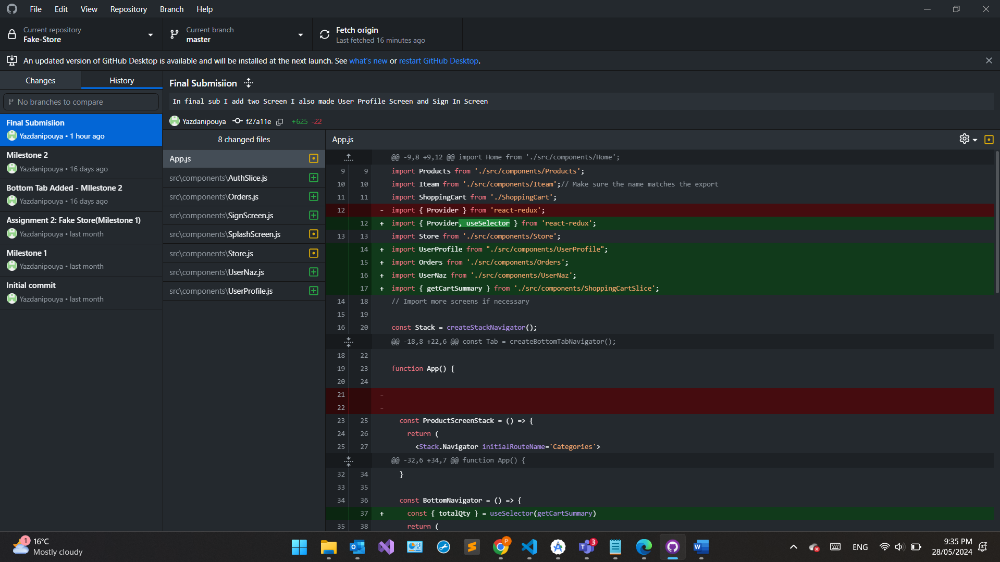 File Edit View Repository Branch Help
Current repository
Fake-Store
Current branch
master
Fetch origin
Last fetched 16 minutes ago
An updated version of GitHub Desktop is available and will be installed at the next launch. See what's new or restart GitHub Desktop.
Changes
History
No branches to compare
Final Submisiion
Yazdanipouya • 1 hour ago
Milestone 2
Yazdanipouya • 16 days ago
Bottom Tab Added - MIlestone 2
Yazdanipouya • 16 days ago
Assignment 2: Fake Store(Milestone 1)
Yazdanipouya • last month
Milestone 1
Yazdanipouya • last month
Initial commit
Yazdanipouya • last month
Final Submisiion
In final sub I add two Screen I also made User Profile Screen and Sign In Screen
Yazdanipouya f27a11e +625 -22
8 changed files
App.js
src\components\AuthSlice.js
src\components\Orders.js
src\components\SignScreen.js
src\components\SplashScreen.js
src\components\Store.js
src\components\UserNaz.js
src\components\UserProfile.js
App.js
@@ -9,8 +9,12 @@ import Home from './src/components/Home';
9 9 import Products from './src/components/Products';
10 10 import Iteam from './src/components/Iteam';// Make sure the name matches the export
11 11 import ShoppingCart from './ShoppingCart';
12 - import { Provider } from 'react-redux';
12 + import { Provider, useSelector } from 'react-redux';
13 13 import Store from './src/components/Store';
14 + import UserProfile from "./src/components/UserProfile";
15 + import Orders from './src/components/Orders';
16 + import UserNaz from './src/components/UserNaz';
17 + import { getCartSummary } from './src/components/ShoppingCartSlice';
14 18 // Import more screens if necessary
15 19
16 20 const Stack = createStackNavigator();
@@ -18,8 +22,6 @@ const Tab = createBottomTabNavigator();
18 22
19 23 function App() {
20 24
21 -
22 -
23 25 const ProductScreenStack = () => {
24 26 return (
25 27 <Stack.Navigator initialRouteName='Categories'>
@@ -32,6 +34,7 @@ function App() {
32 34 }
33 35
34 36 const BottomNavigator = () => {
37 + const { totalQty } = useSelector(getCartSummary)
35 38 return (
1
16°C
Mostly cloudy
P
3
ENG
9:35 PM
28/05/2024